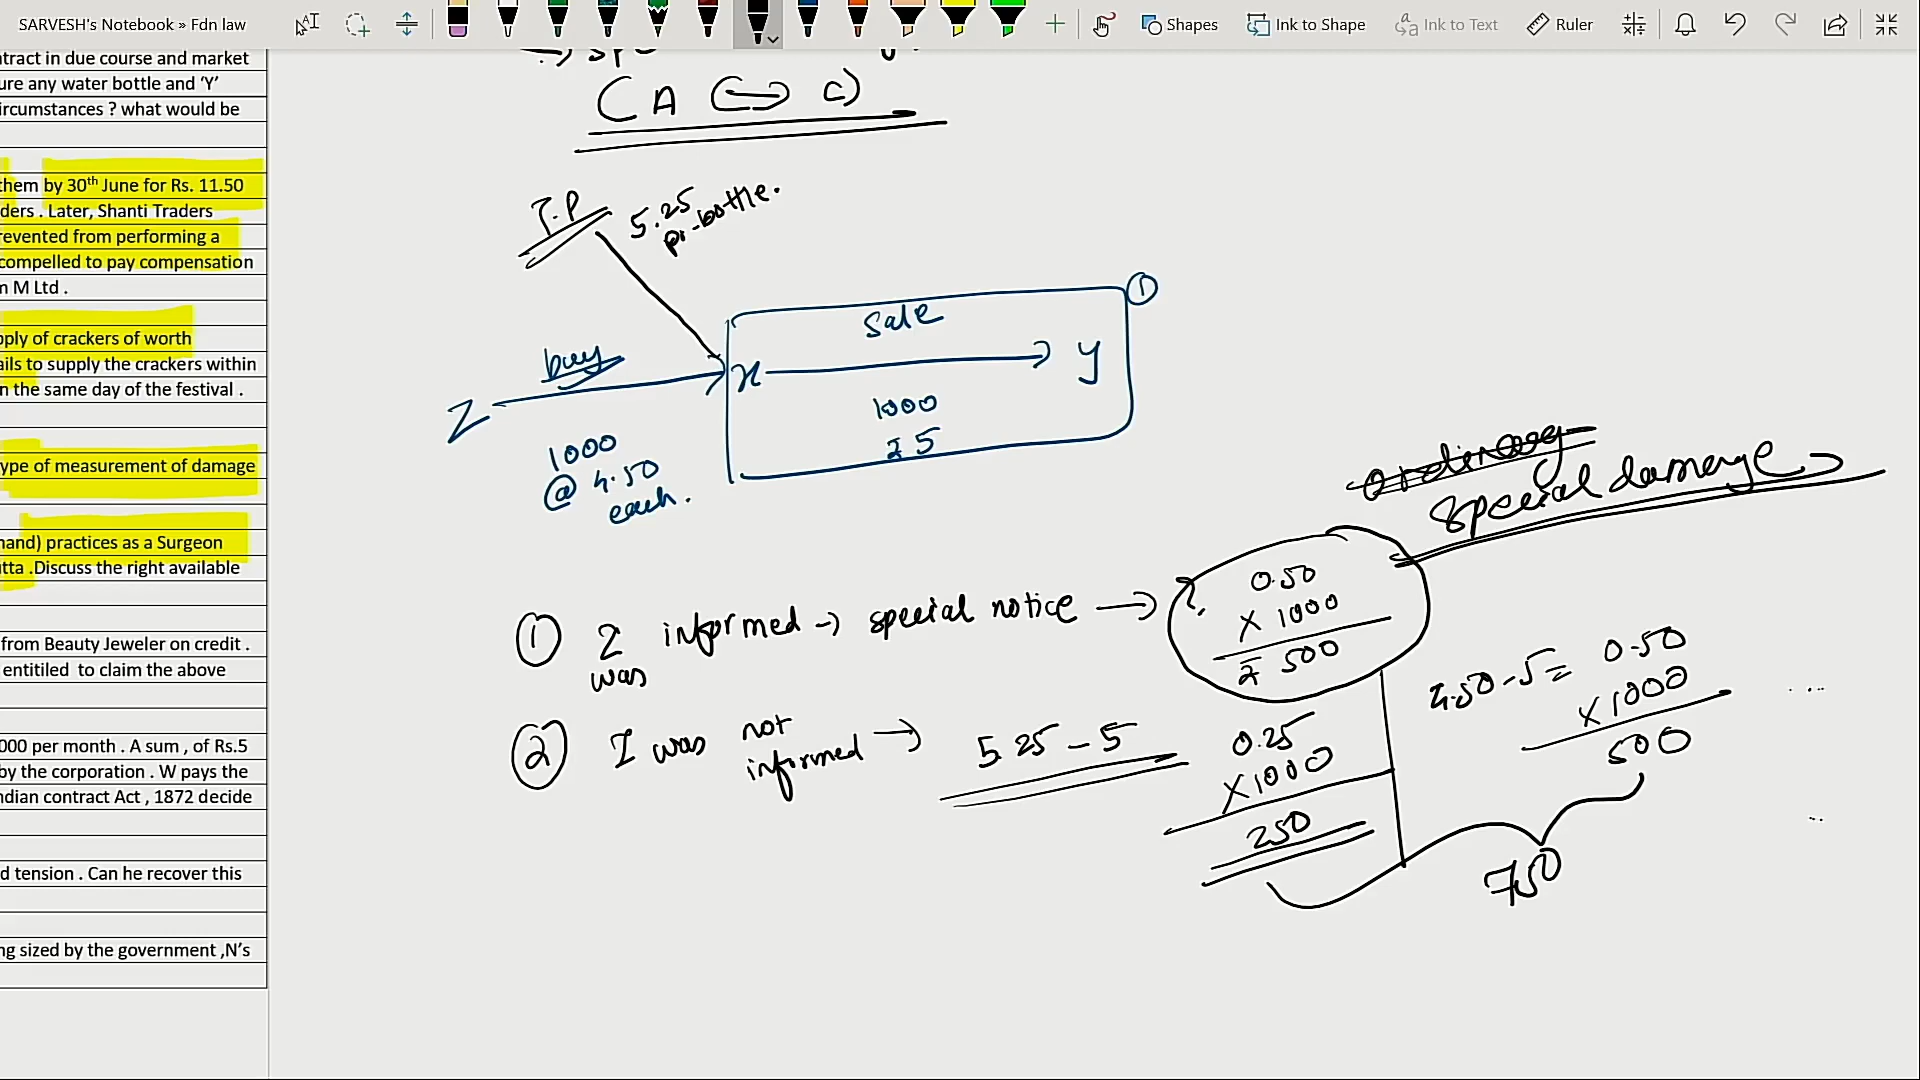 SARVESH's Notebook » Fdn law
Shapes
Ink to Shape
Ink to Text
Ruler
tract in due course and market
ure any water bottle and 'Y'
ircumstances ? what would be
them by 30th June for Rs. 11.50
ders . Later, Shanti Traders
revented from performing a
compelled to pay compensation
n M Ltd .
pply of crackers of worth
ails to supply the crackers within
n the same day of the festival .
ype of measurement of damage
nand) practices as a Surgeon
utta .Discuss the right available
from Beauty Jeweler on credit .
entitiled to claim the above
000 per month . A sum , of Rs.5
by the corporation . W pays the
ndian contract Act , 1872 decide
d tension . Can he recover this
ng sized by the government ,N's
(A ⟷ C)
T.P
5.25
pr-bottle.
①
sale
buy
x → y
Z
1000
₹ 5
1000
@ 4.50
each.
ordinary
special damage
① Z informed → special notice →
was
0.50
X 1000
₹ 500
4.50-5=
0.50
X 1000
500
② Z was not
informed →
5.25 - 5
0.25
X 1000
250
750